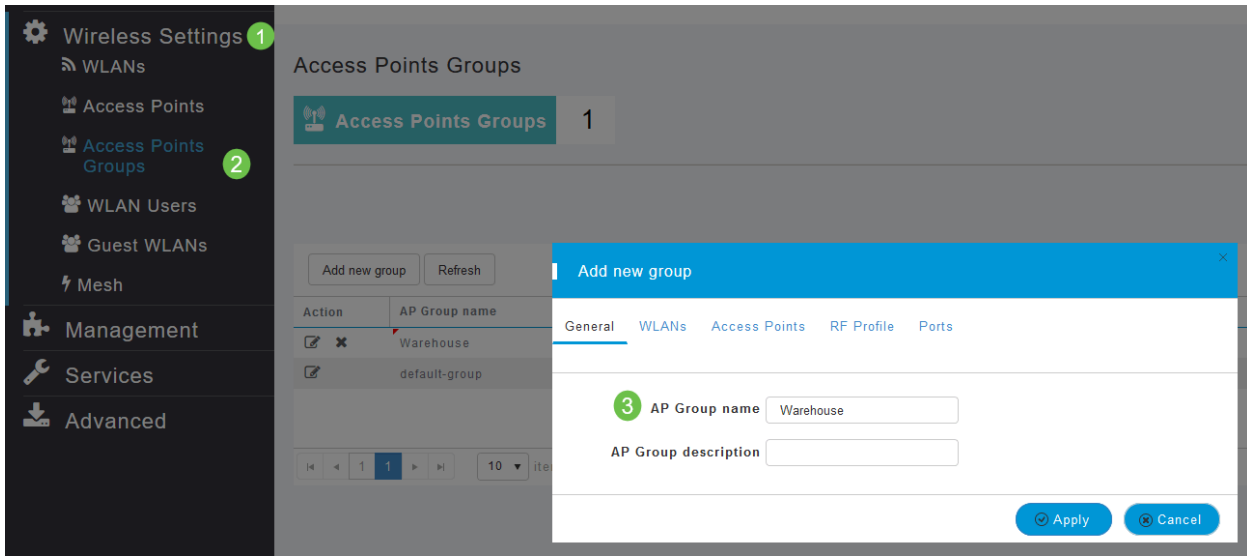 Wireless Settings 1
WLANs
Access Points
Access Points
Groups 2
WLAN Users
Guest WLANs
Mesh
Management
Services
Advanced
Access Points Groups
Access Points Groups 1
Add new group Refresh
Action AP Group name
Warehouse
default-group
1 1 10 ite
Add new group
General WLANs Access Points RF Profile Ports
3 AP Group name Warehouse
AP Group description
Apply Cancel